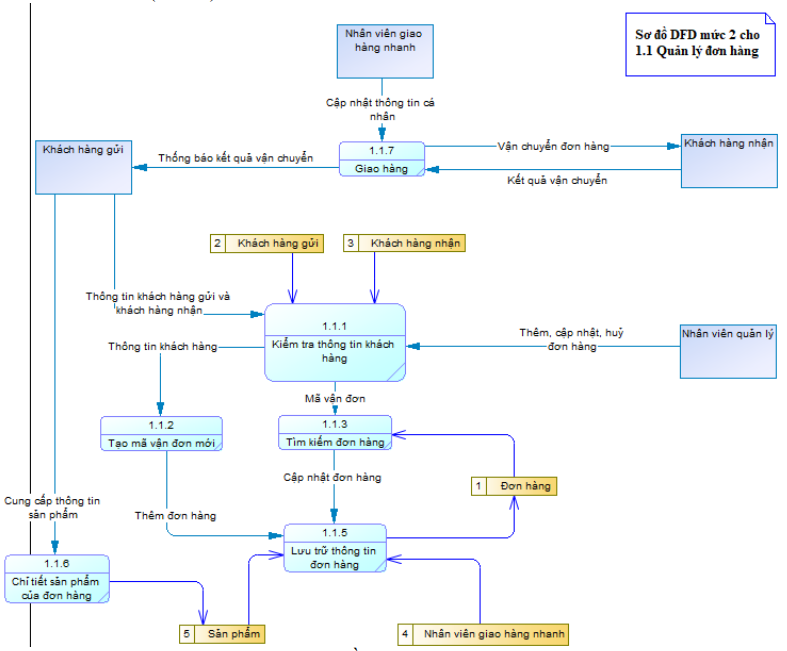 Nhân viên giao
hàng nhanh
Sơ đồ DFD mức 2 cho
1.1 Quản lý đơn hàng
Cập nhật thông tin cá
nhân
Khách hàng gửi
Thống báo kết quả vận chuyển
1.1.7
Giao hàng
Vận chuyển đơn hàng
Kết quả vận chuyển
Khách hàng nhận
2 Khách hàng gửi
3 Khách hàng nhận
Thông tin khách hàng gửi và
khách hàng nhận
1.1.1
Kiểm tra thông tin khách
hàng
Thêm, cập nhật, huỷ
đơn hàng
Nhân viên quản lý
Thông tin khách hàng
Mã vận đơn
1.1.2
Tạo mã vận đơn mới
1.1.3
Tìm kiếm đơn hàng
Cập nhật đơn hàng
1 Đơn hàng
Cung cấp thông tin
sản phẩm
Thêm đơn hàng
1.1.5
Lưu trữ thông tin
đơn hàng
1.1.6
Chi tiết sản phẩm
của đơn hàng
5 Sản phẩm
4 Nhân viên giao hàng nhanh